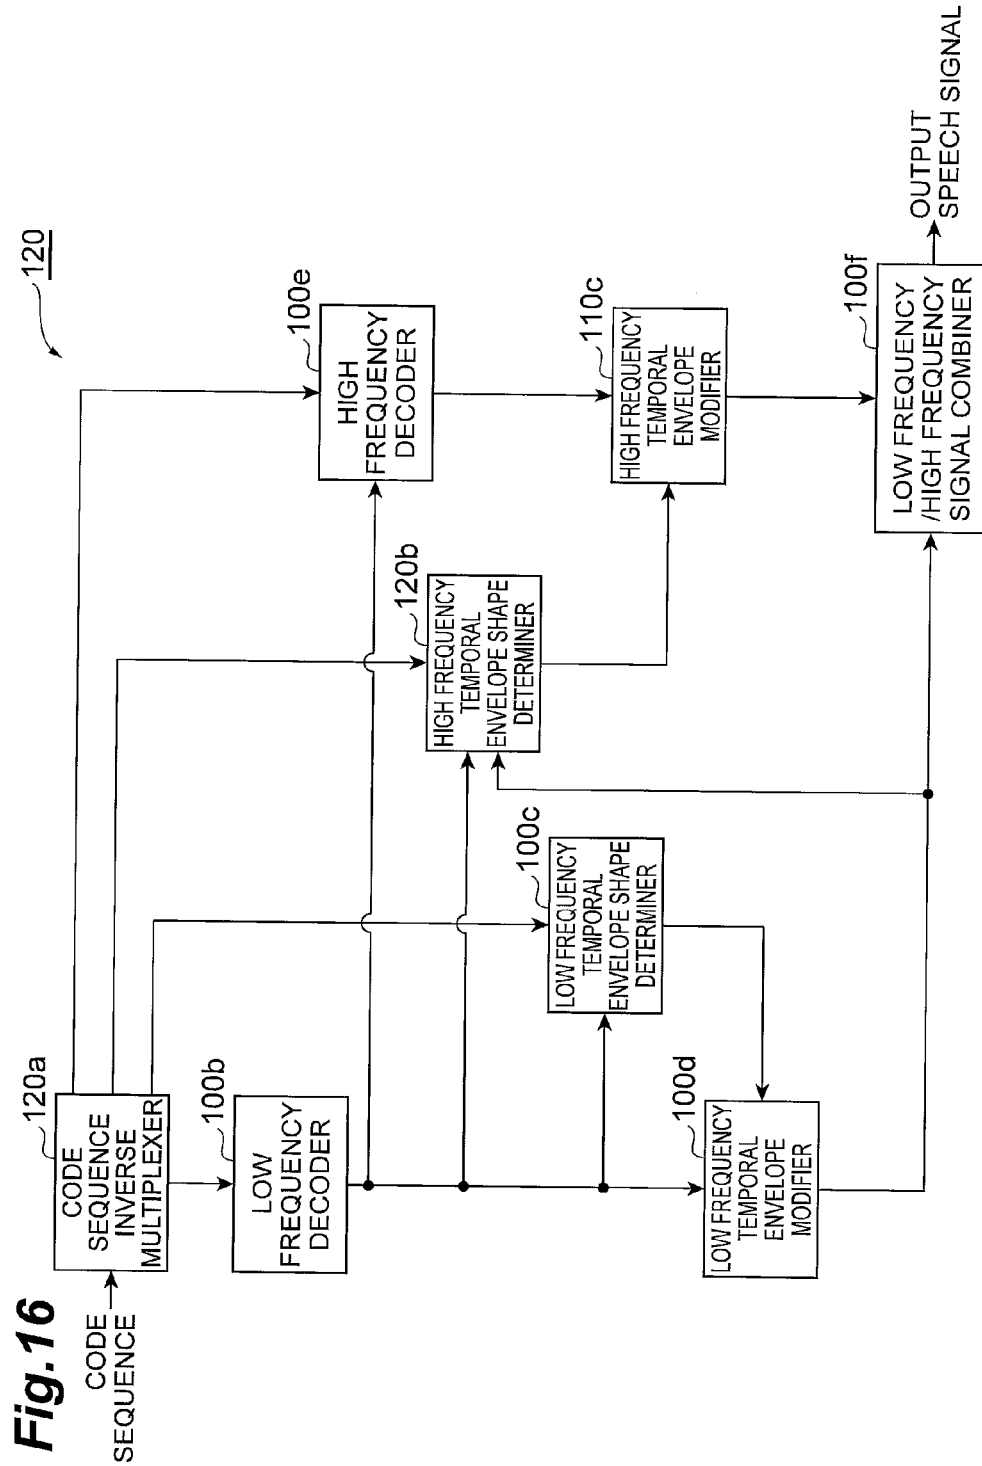 Fig.16
120
CODE
SEQUENCE
120a
CODE
SEQUENCE
INVERSE
MULTIPLEXER
100b
LOW
FREQUENCY
DECODER
100e
HIGH
FREQUENCY
DECODER
120b
HIGH FREQUENCY
TEMPORAL
ENVELOPE SHAPE
DETERMINER
100c
LOW FREQUENCY
TEMPORAL
ENVELOPE SHAPE
DETERMINER
110c
HIGH FREQUENCY
TEMPORAL
ENVELOPE
MODIFIER
100d
LOW FREQUENCY
TEMPORAL
ENVELOPE
MODIFIER
100f
LOW FREQUENCY
/HIGH FREQUENCY
SIGNAL COMBINER
OUTPUT
SPEECH SIGNAL